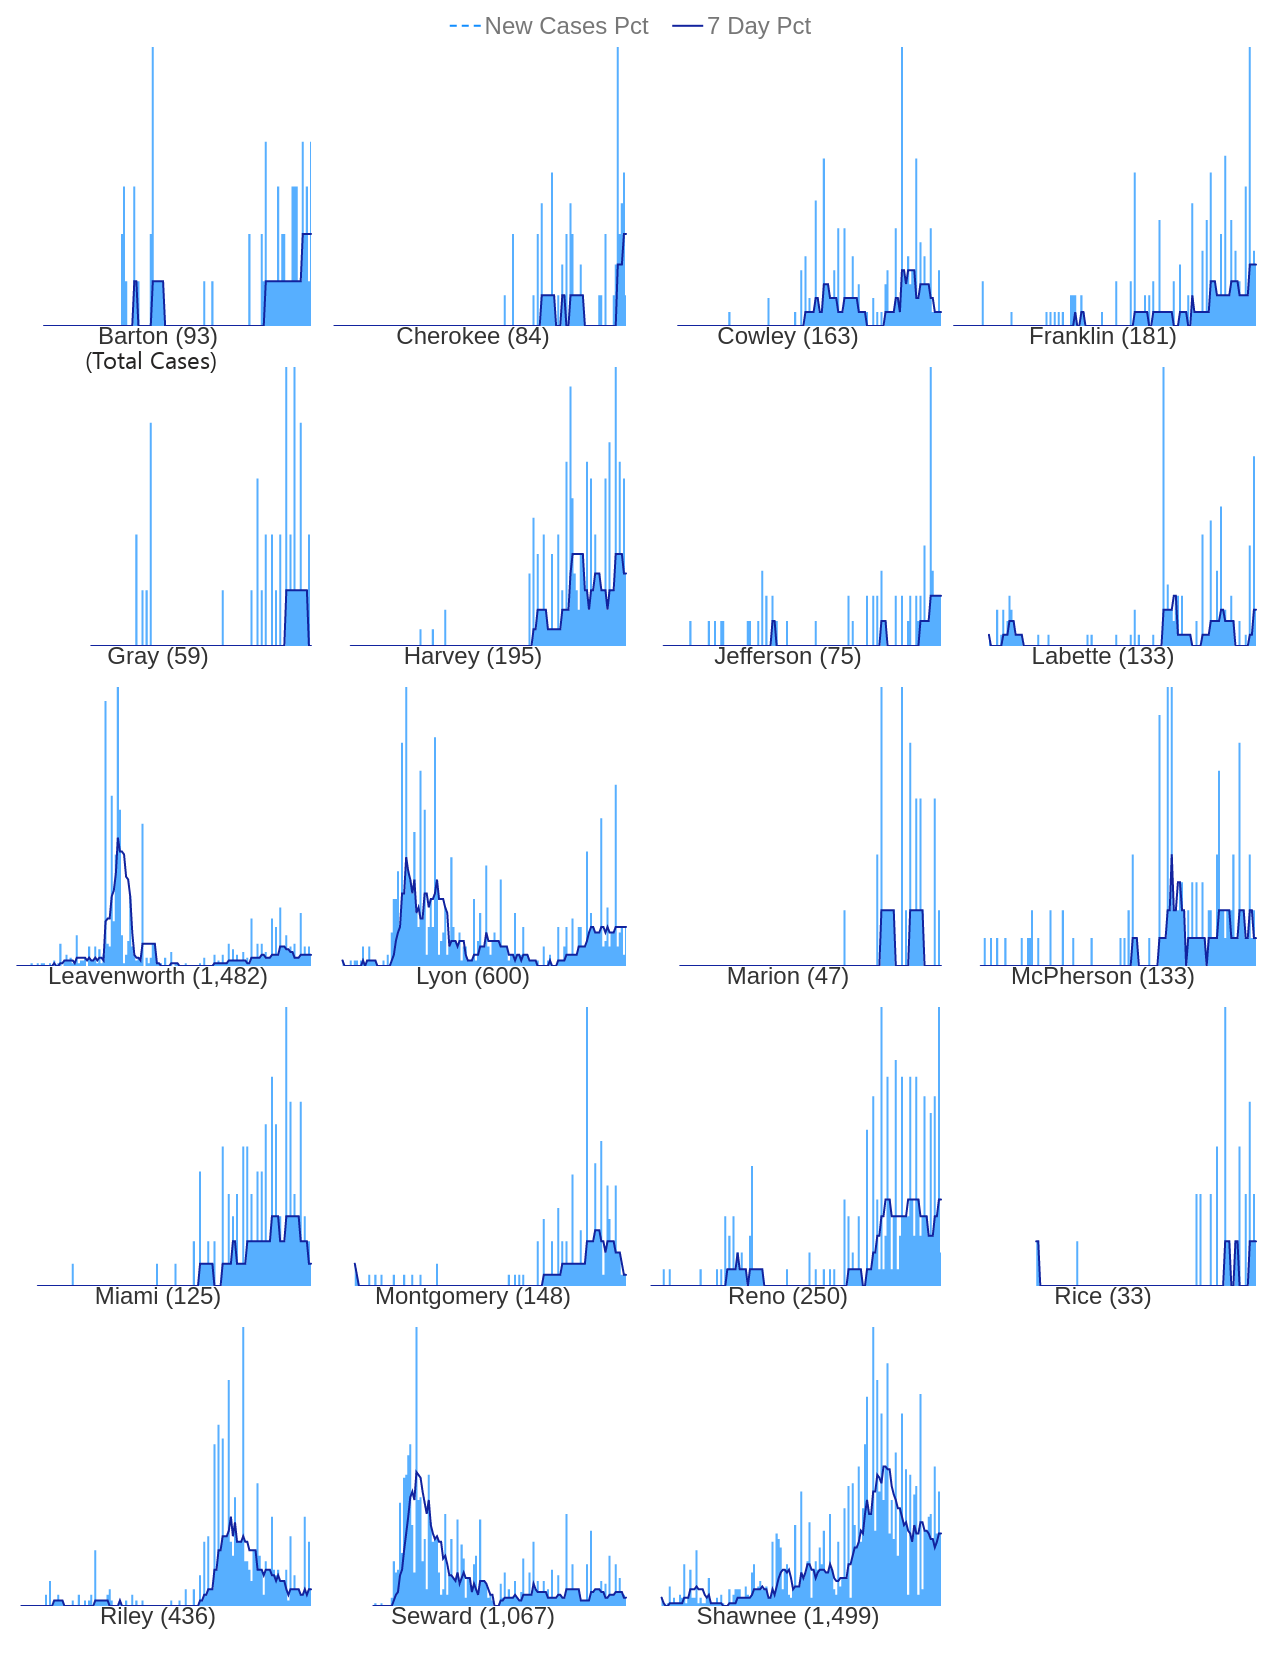 New Cases Pct 7 Day Pct
Barton (93) Cherokee (84) Cowley (163) Franklin (181)
(Total Cases)
Gray (59) Harvey (195) Jefferson (75) Labette (133)
Leavenworth (1,482) Lyon (600) Marion (47) McPherson (133)
Miami (125) Montgomery (148) Reno (250) Rice (33)
Riley (436) Seward (1,067) Shawnee (1,499)